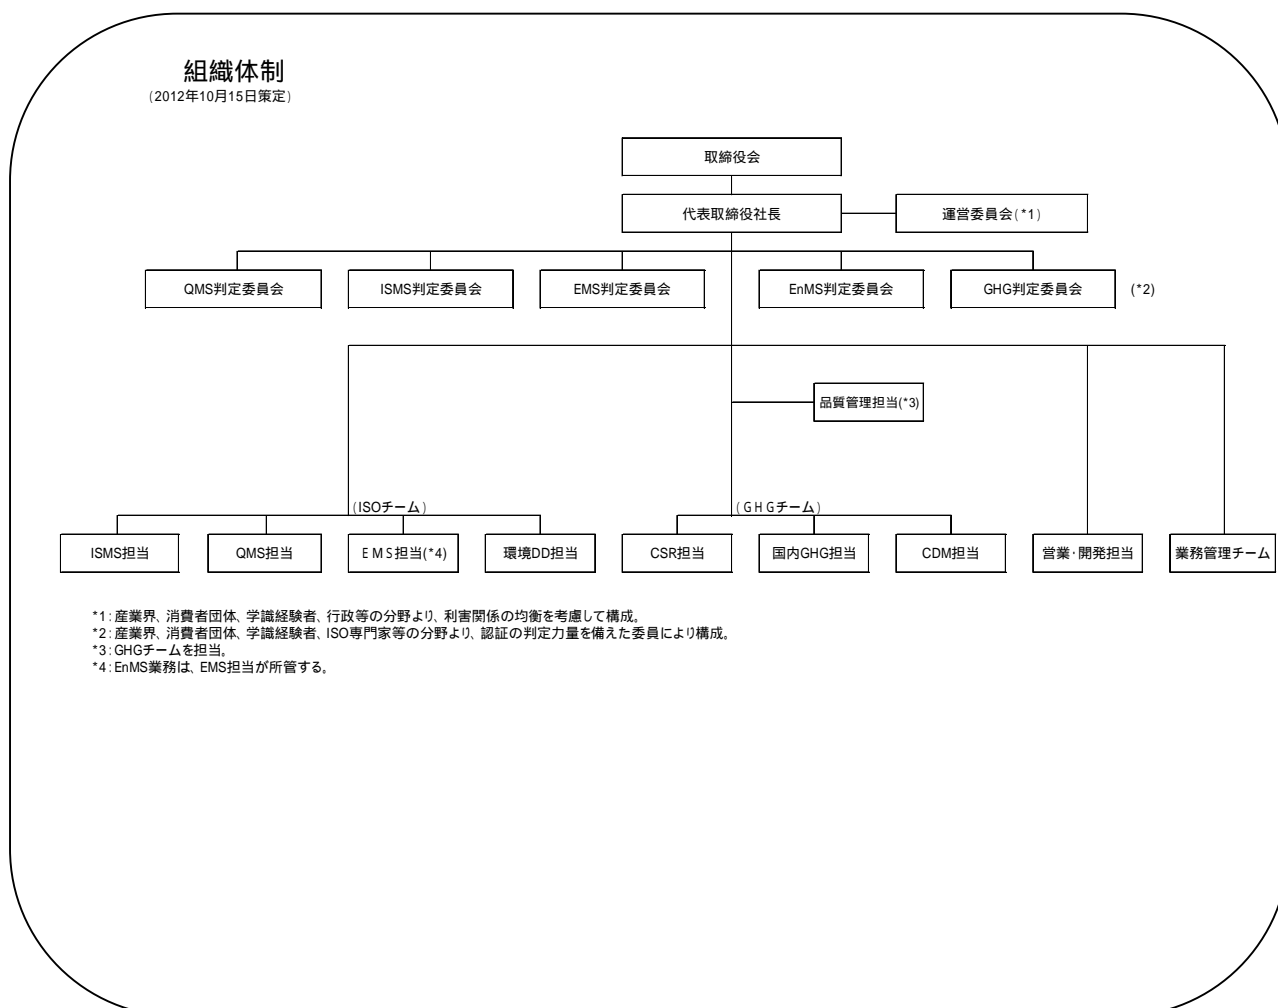 組織体制
(2012年10月15日策定)
取締役会
代表取締役社長
運営委員会(*1)
QMS判定委員会
ISMS判定委員会
EMS判定委員会
EnMS判定委員会
GHG判定委員会
(*2)
品質管理担当(*3)
(ISOチーム)
(GHGチーム)
ISMS担当
QMS担当
EMS担当(*4)
環境DD担当
CSR担当
国内GHG担当
CDM担当
営業・開発担当
業務管理チーム
*1:産業界、消費者団体、学識経験者、行政等の分野より、利害関係の均衡を考慮して構成。
*2:産業界、消費者団体、学識経験者、ISO専門家等の分野より、認証の判定力量を備えた委員により構成。
*3:GHGチームを担当。
*4:EnMS業務は、EMS担当が所管する。